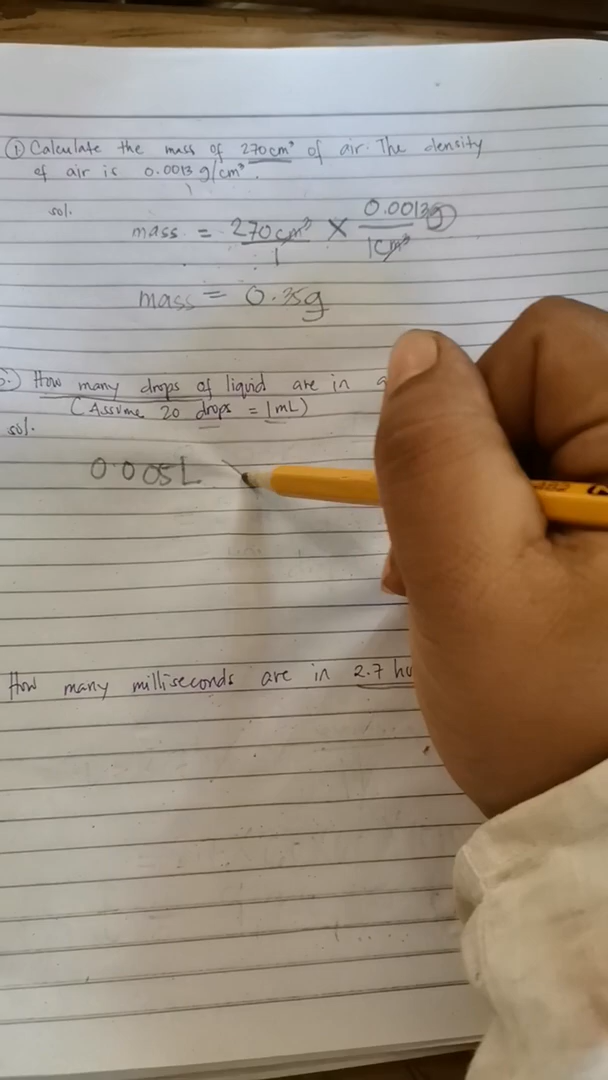 ① Calculate the mass of 270cm³ of air. The density
of air is 0.0013 g/cm³.
sol.
mass = 270cm³/1 × 0.0013g/1cm³
mass = 0.35g
How many drops of liquid are in a
(Assume 20 drops = 1mL)
sol.
0.005L
How many milliseconds are in 2.7